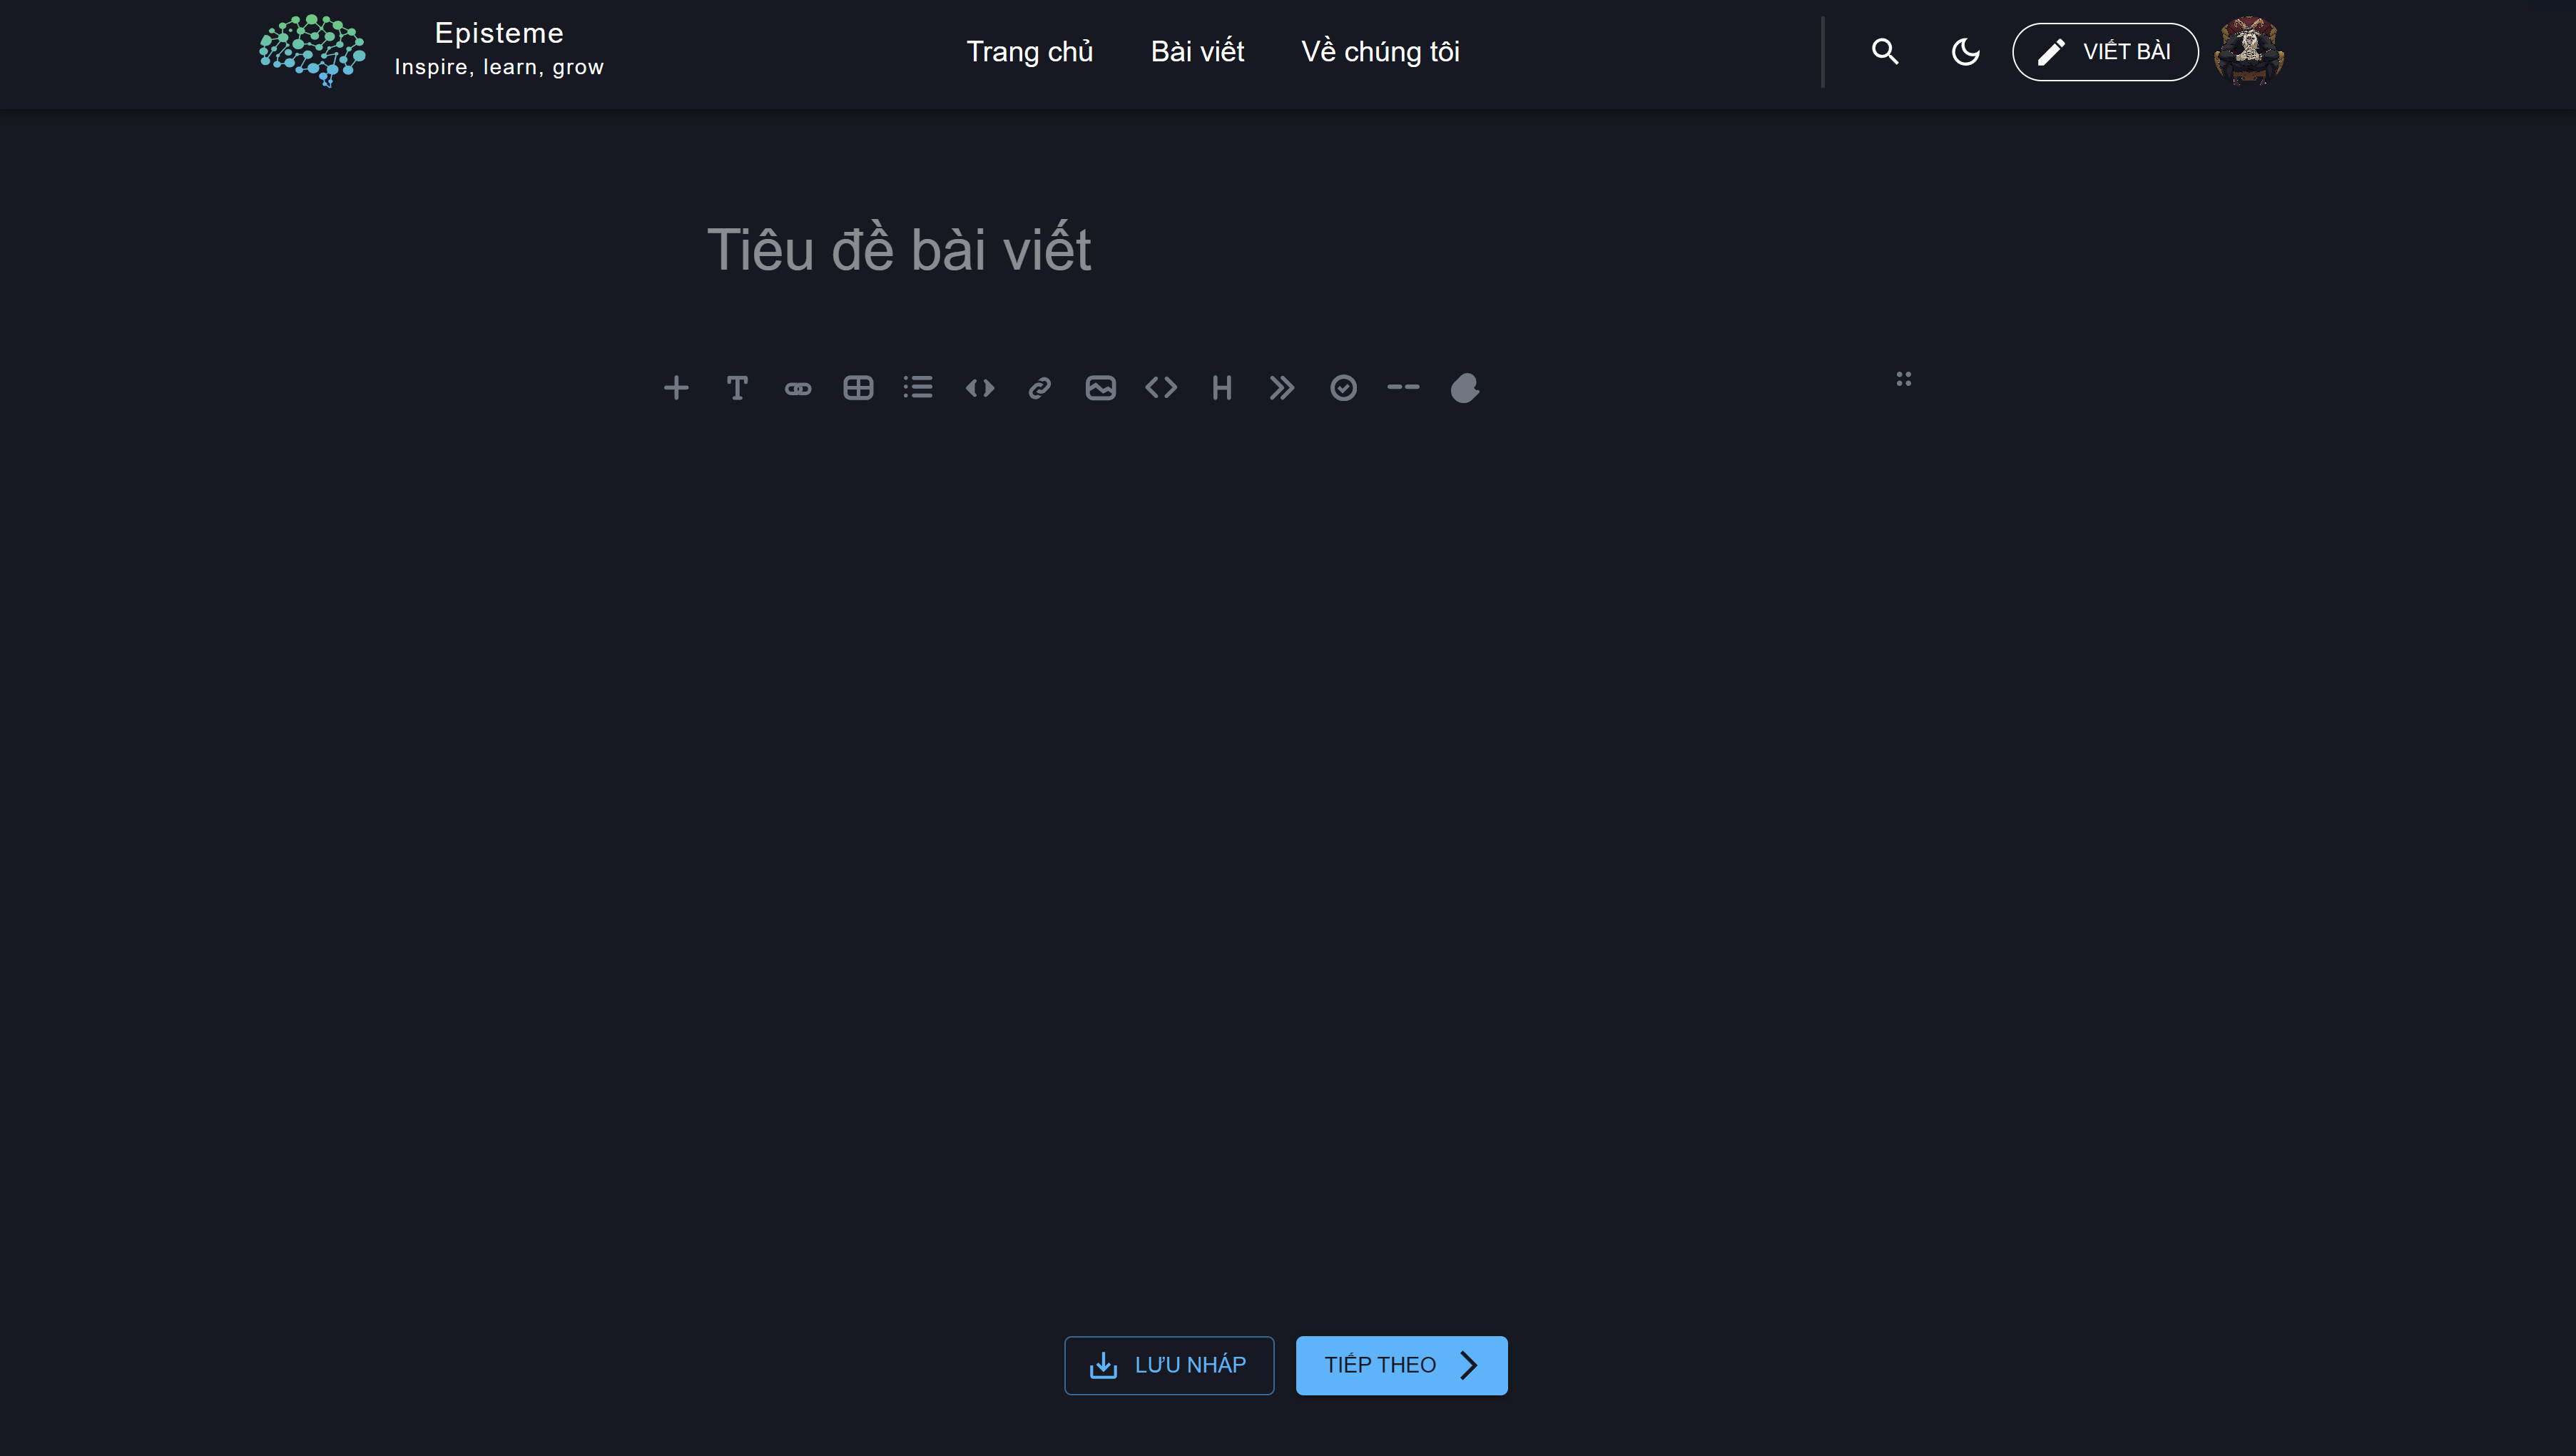 Episteme
Inspire, learn, grow
Trang chủ
Bài viết
Về chúng tôi
VIẾT BÀI
Tiêu đề bài viết
LƯU NHÁP
TIẾP THEO